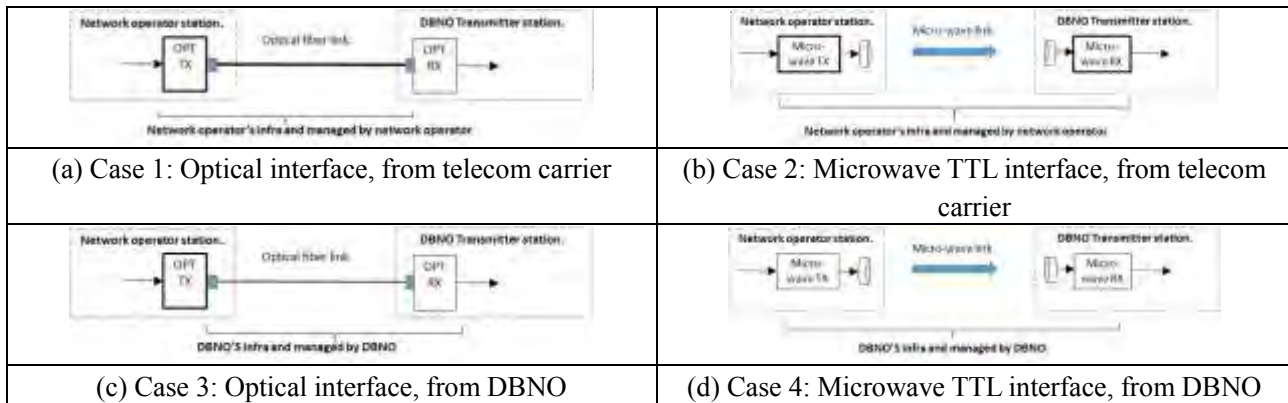 Network operator station.
DBNO Transmitter station.
Optical fiber link
OPT
TX
OPT
RX
Network operator's infra and managed by network operator
(a) Case 1: Optical interface, from telecom carrier
Network operator station.
DBNO Transmitter station.
Micro-wave link
Micro-
wave TX
Micro-
wave RX
Network operator's infra and managed by network operator
(b) Case 2: Microwave TTL interface, from telecom
carrier
Network operator station.
DBNO Transmitter station.
Optical fiber link
OPT
TX
OPT
RX
DBNO'S infra and managed by DBNO
(c) Case 3: Optical interface, from DBNO
Network operator station.
DBNO Transmitter station.
Micro-wave link
Micro-
wave TX
Micro-
wave RX
DBNO'S infra and managed by DBNO
(d) Case 4: Microwave TTL interface, from DBNO